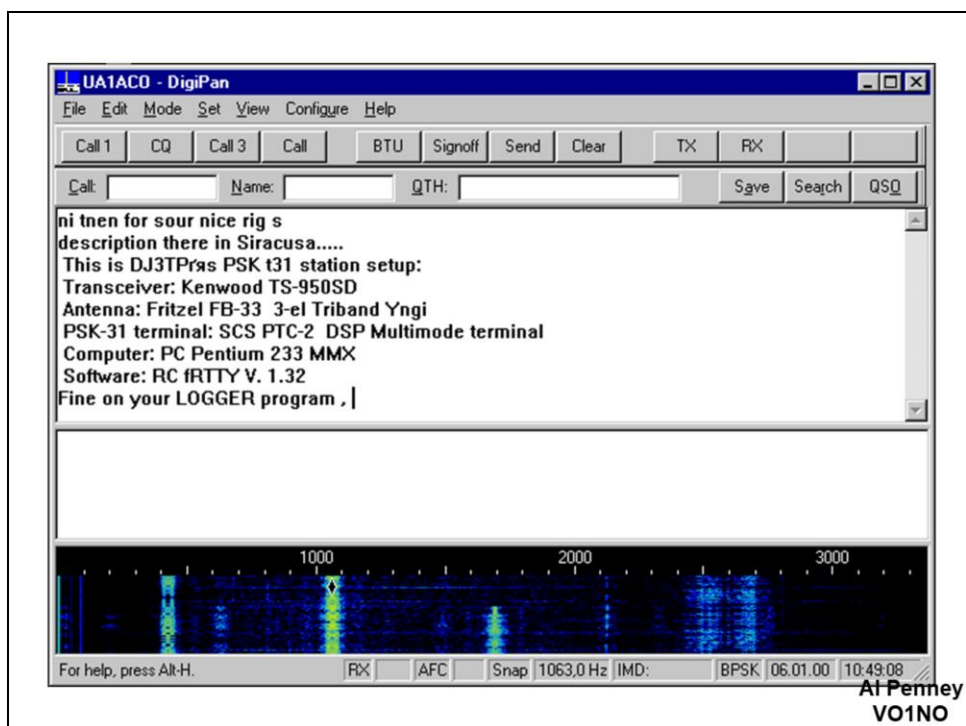 UA1ACO - DigiPan
File Edit Mode Set View Configure Help
Call 1 CQ Call 3 Call BTU Signoff Send Clear TX RX
Call: Name: QTH: Save Search QSO
ni tnen for sour nice rig s
description there in Siracusa.....
This is DJ3TPґяs PSK t31 station setup:
Transceiver: Kenwood TS-950SD
Antenna: Fritzel FB-33 3-el Triband Yngi
PSK-31 terminal: SCS PTC-2 DSP Multimode terminal
Computer: PC Pentium 233 MMX
Software: RC fRTTY V. 1.32
Fine on your LOGGER program ,
1000 2000 3000
For help, press Alt-H. RX AFC Snap 1063,0 Hz IMD: BPSK 06.01.00 10:49:08
Al Penney
VO1NO